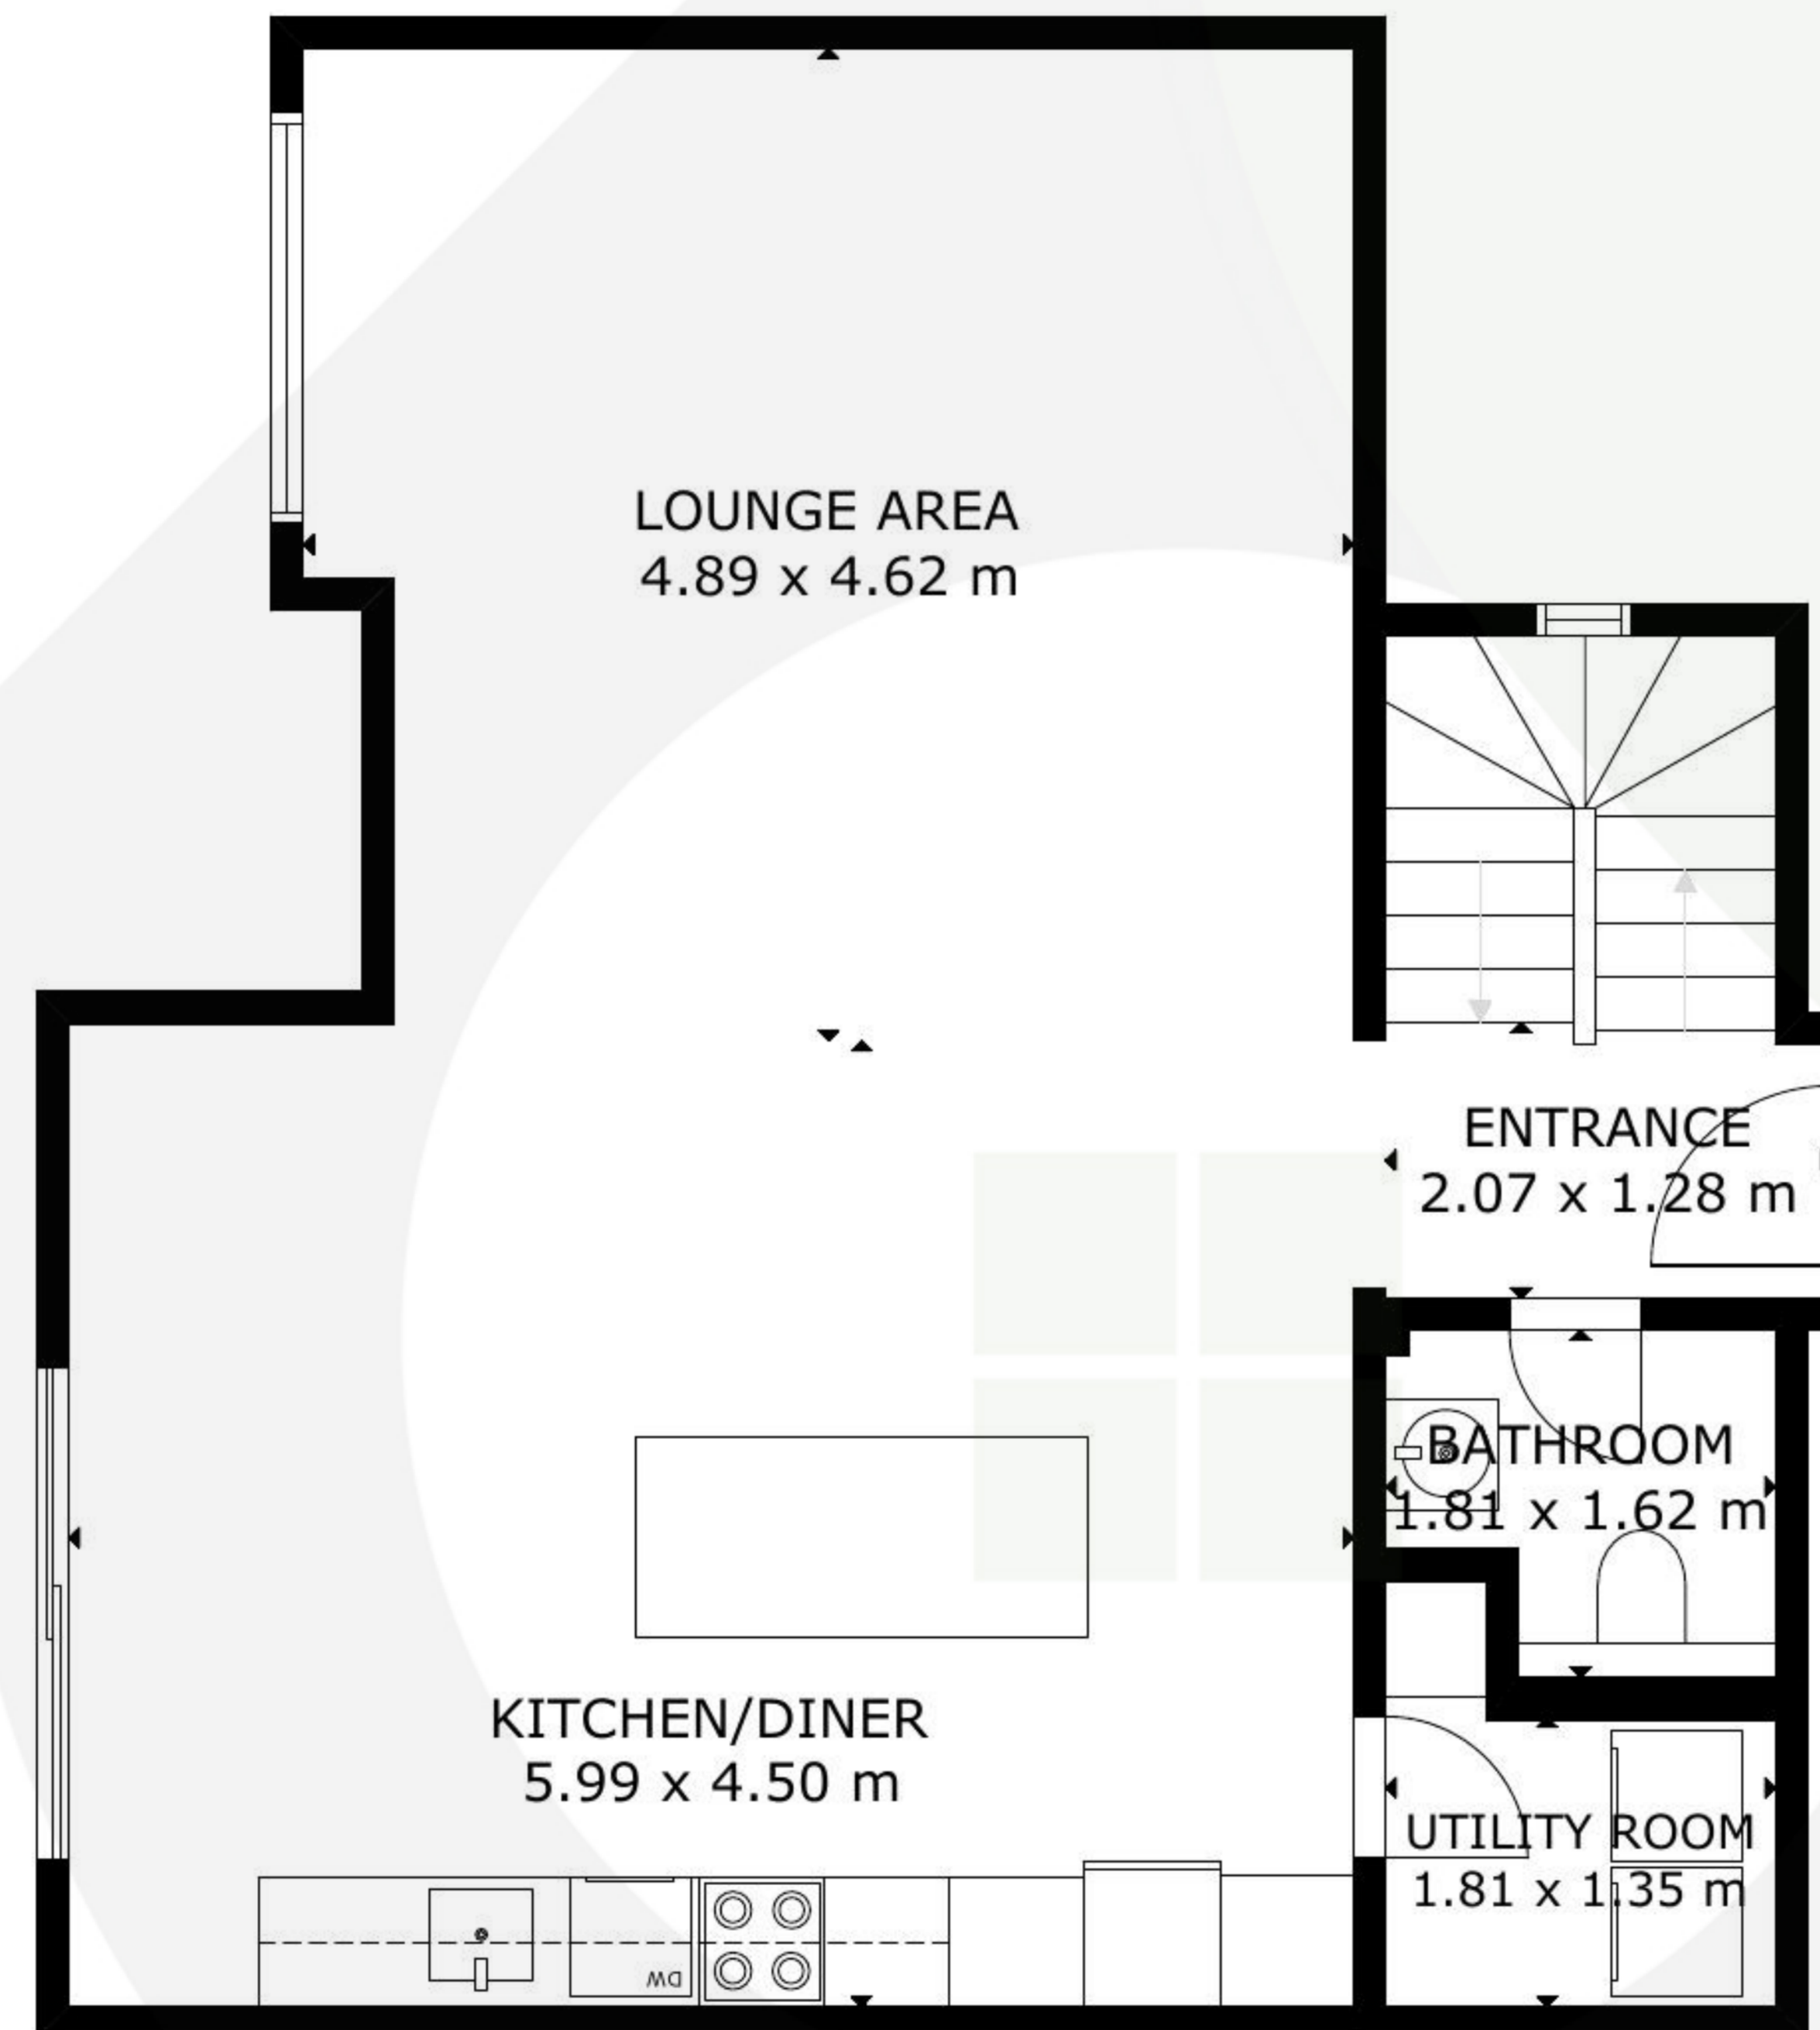 LOUNGE AREA
4.89 x 4.62 m
ENTRANCE
2.07 x 1.28 m
BATHROOM
1.81 x 1.62 m
KITCHEN/DINER
5.99 x 4.50 m
UTILITY ROOM
1.81 x 1.35 m
DW